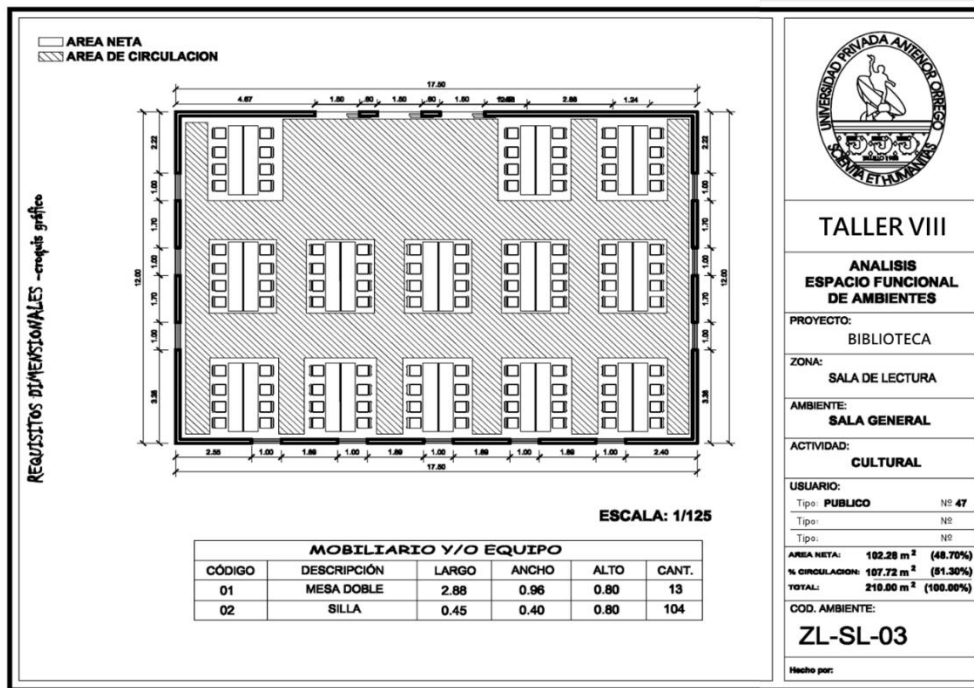 AREA NETA
AREA DE CIRCULACION
17.50
4.67 1.50 .60 1.50 .60 1.50 2.88 1.24
12.00
2.22
1.00
1.70
1.00
1.70
1.00
3.38
2.22
1.00
1.70
1.00
1.70
1.00
3.38
12.00
2.55 1.00 1.89 1.00 1.89 1.00 1.89 1.00 1.89 1.00 2.40
17.50
REQUISITOS DIMENSIONALES -croquis gráfico
ESCALA: 1/125
MOBILIARIO Y/O EQUIPO
CÓDIGO DESCRIPCIÓN LARGO ANCHO ALTO CANT.
01 MESA DOBLE 2.88 0.96 0.80 13
02 SILLA 0.45 0.40 0.80 104
UNIVERSIDAD PRIVADA ANTENOR ORREGO
SCIENTIA ET HUMANITAS
TALLER VIII
ANALISIS
ESPACIO FUNCIONAL
DE AMBIENTES
PROYECTO:
BIBLIOTECA
ZONA:
SALA DE LECTURA
AMBIENTE:
SALA GENERAL
ACTIVIDAD:
CULTURAL
USUARIO:
Tipo: PUBLICO Nº 47
Tipo: Nº
Tipo: Nº
AREA NETA: 102.28 m² (48.70%)
% CIRCULACION: 107.72 m² (51.30%)
TOTAL: 210.00 m² (100.00%)
COD. AMBIENTE:
ZL-SL-03
Hecho por: